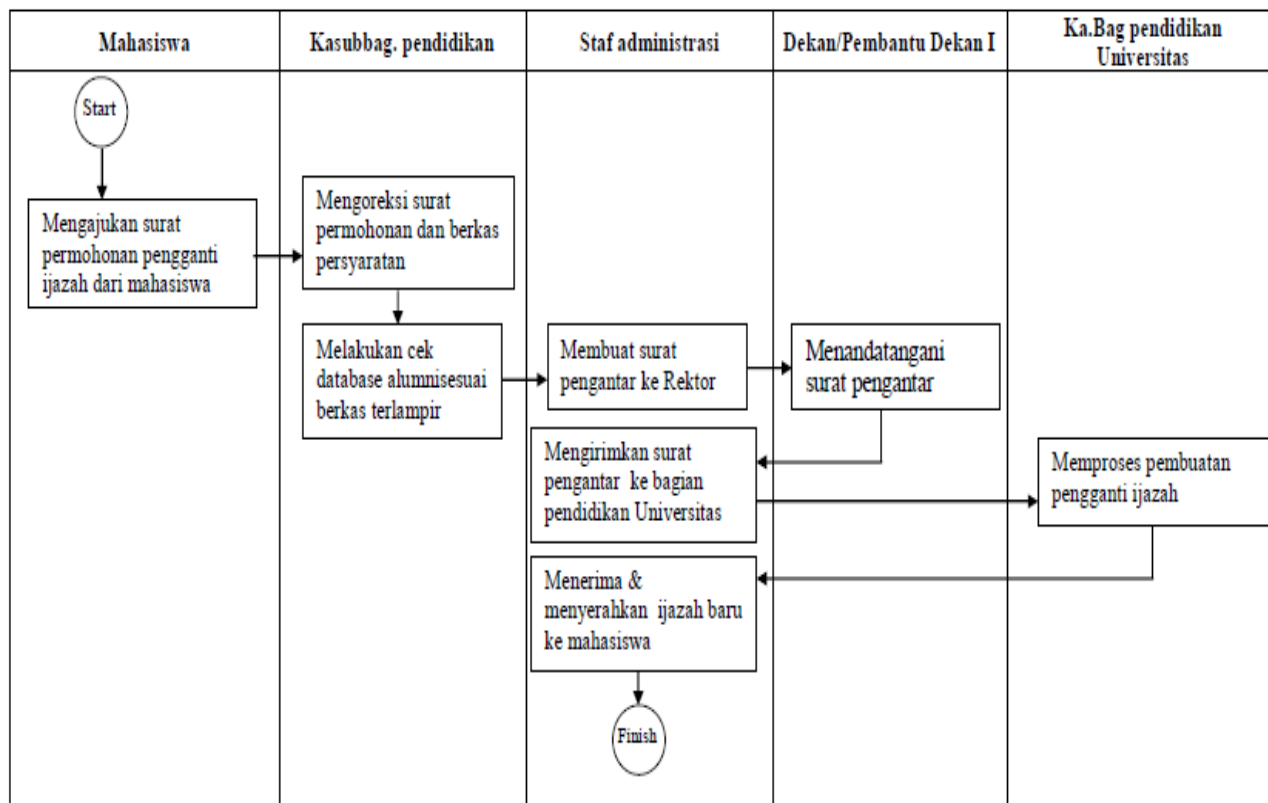 Mahasiswa
Kasubbag. pendidikan
Staf administrasi
Dekan/Pembantu Dekan I
Ka.Bag pendidikan
Universitas
Start
Mengajukan surat
permohonan pengganti
ijazah dari mahasiswa
Mengoreksi surat
permohonan dan berkas
persyaratan
Melakukan cek
database alumnisesuai
berkas terlampir
Membuat surat
pengantar ke Rektor
Menandatangani
surat pengantar
Mengirimkan surat
pengantar ke bagian
pendidikan Universitas
Memproses pembuatan
pengganti ijazah
Menerima &
menyerahkan ijazah baru
ke mahasiswa
Finish